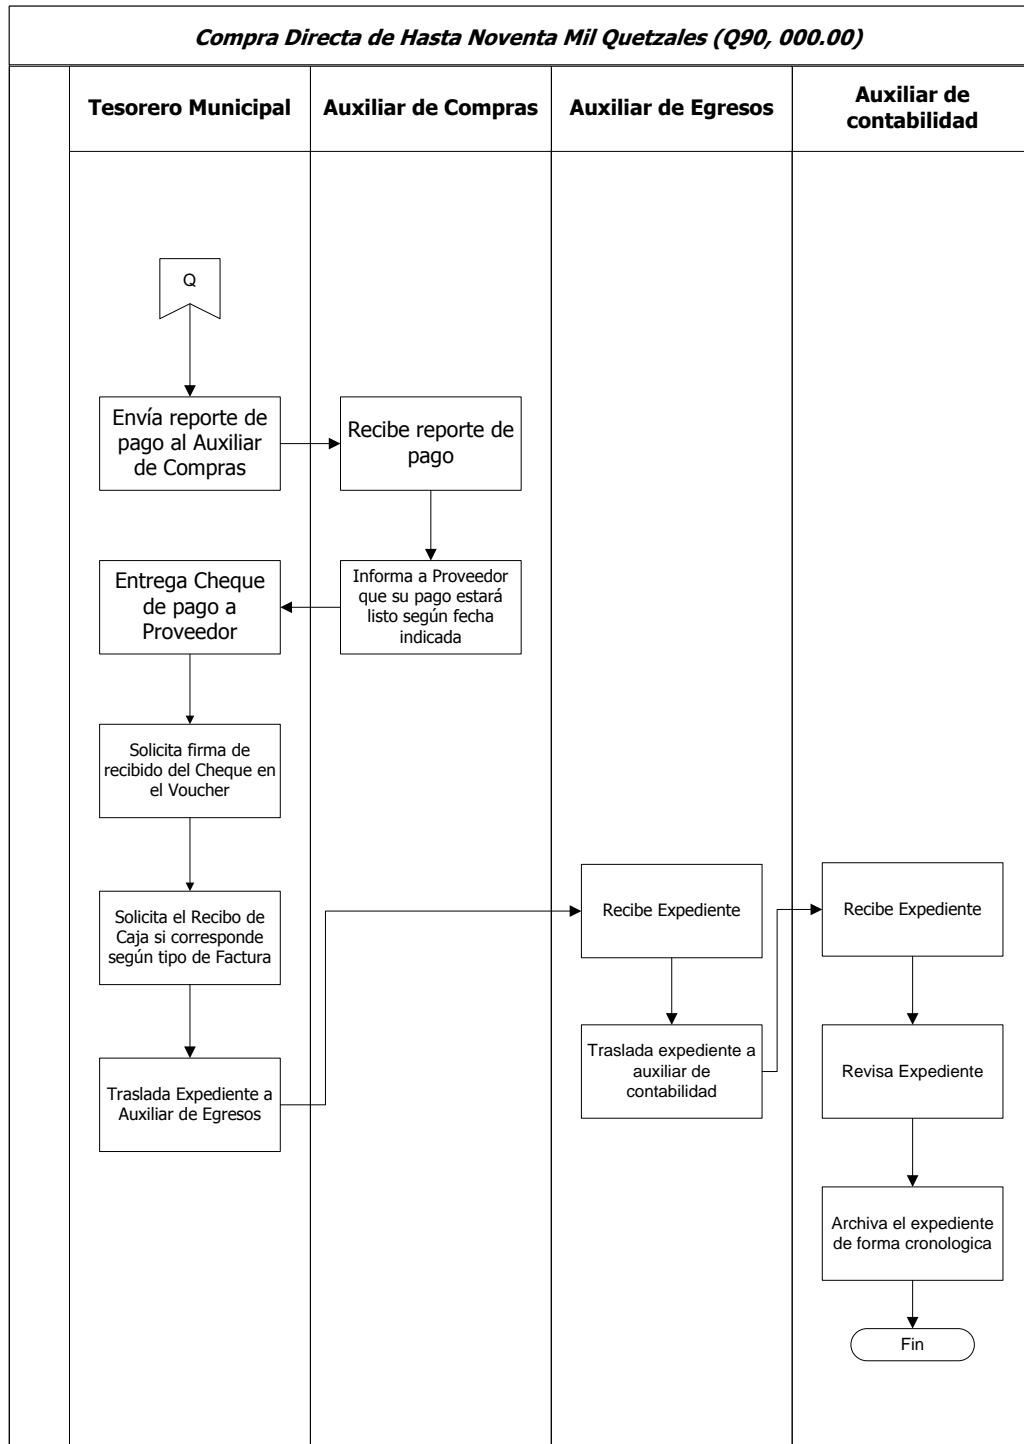 Compra Directa de Hasta Noventa Mil Quetzales (Q90, 000.00)
Tesorero Municipal
Auxiliar de Compras
Auxiliar de Egresos
Auxiliar de
contabilidad
Q
Envía reporte de
pago al Auxiliar
de Compras
Recibe reporte de
pago
Entrega Cheque
de pago a
Proveedor
Informa a Proveedor
que su pago estará
listo según fecha
indicada
Solicita firma de
recibido del Cheque en
el Voucher
Solicita el Recibo de
Caja si corresponde
según tipo de Factura
Recibe Expediente
Recibe Expediente
Traslada Expediente a
Auxiliar de Egresos
Traslada expediente a
auxiliar de
contabilidad
Revisa Expediente
Archiva el expediente
de forma cronologica
Fin